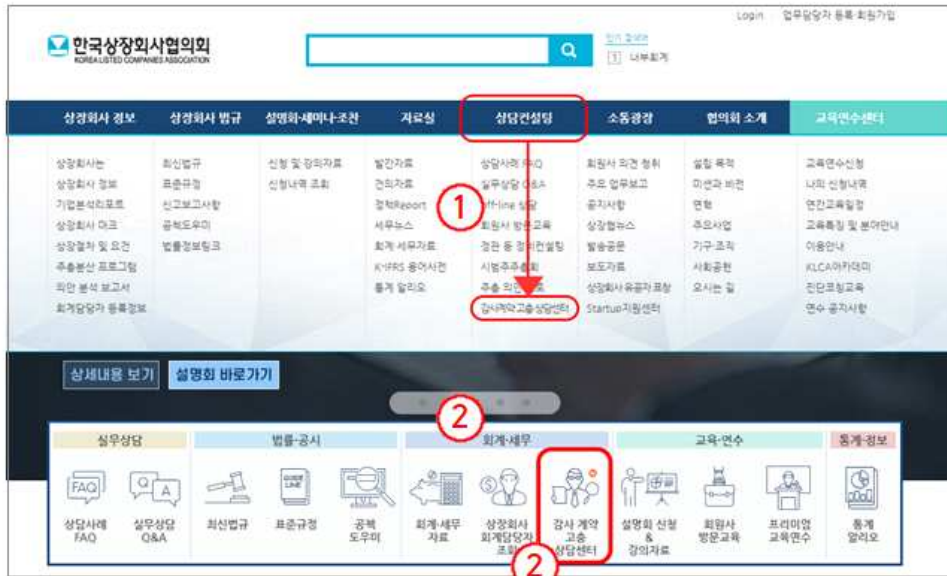 Login 업무담당자 등록·회원가입
한국상장회사협의회
KOREA LISTED COMPANIES ASSOCIATION
인기 검색어
1 내부회계
상장회사 정보 상장회사 법규 설명회·세미나·조찬 자료실 상담컨설팅 소통광장 협의회 소개 교육연수센터
상장회사는 최신법규 신청 및 강의자료 발간자료 상담사례 FAQ 회원사 의견 청취 설립 목적 교육연수신청
상장회사 정보 표준규정 신청내역 조회 건의자료 실무상담 Q&A 주요 업무보고 미션과 비전 나의 신청내역
기업분석리포트 신고보고사항 정책Report Off-line 상담 공지사항 연혁 연간교육일정
상장회사 마크 공헥도우미 세무뉴스 회원사 방문교육 상장협뉴스 주요사업 교육특징 및 분야안내
상장절차 및 요건 법률정보링크 회계 세무자료 정관 등 정비컨설팅 발송공문 기구·조직 이용안내
주총분산 프로그램 K-IFRS 용어사전 시범주주총회 보도자료 사회공헌 KLCA아카데미
의안 분석 보고서 통계 알리오 주총 의안 상장회사 유공자 표창 오시는 길 진단코칭교육
회계담당자 등록정보 감사계약 고충 상담센터 Startup지원센터 연수 공지사항
1
상세내용 보기 설명회 바로가기
2
실무상담 법률·공시 회계·세무 교육·연수 통계·정보
FAQ Q A GUIDE LINE
상담사례 FAQ 실무상담 Q&A 최신법규 표준규정 공헥 도우미 회계·세무 자료 상장회사 회계담당자 조회 감사 계약 고충 상담센터 설명회 신청 & 강의자료 회원사 방문교육 프리미엄 교육연수 통계 알리오
2